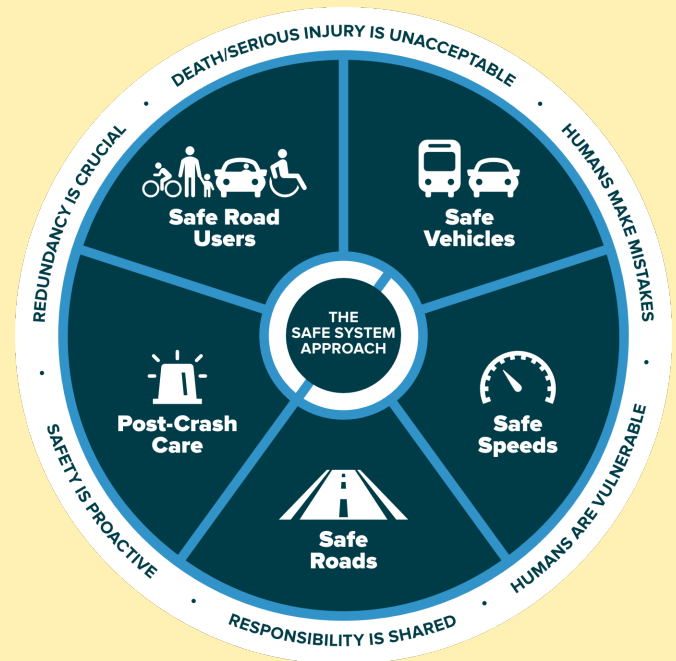 DEATH/SERIOUS INJURY IS UNACCEPTABLE
HUMANS MAKE MISTAKES
HUMANS ARE VULNERABLE
RESPONSIBILITY IS SHARED
SAFETY IS PROACTIVE
REDUNDANCY IS CRUCIAL
Safe Road
Users
Safe
Vehicles
Safe
Speeds
Safe
Roads
Post-Crash
Care
THE
SAFE SYSTEM
APPROACH